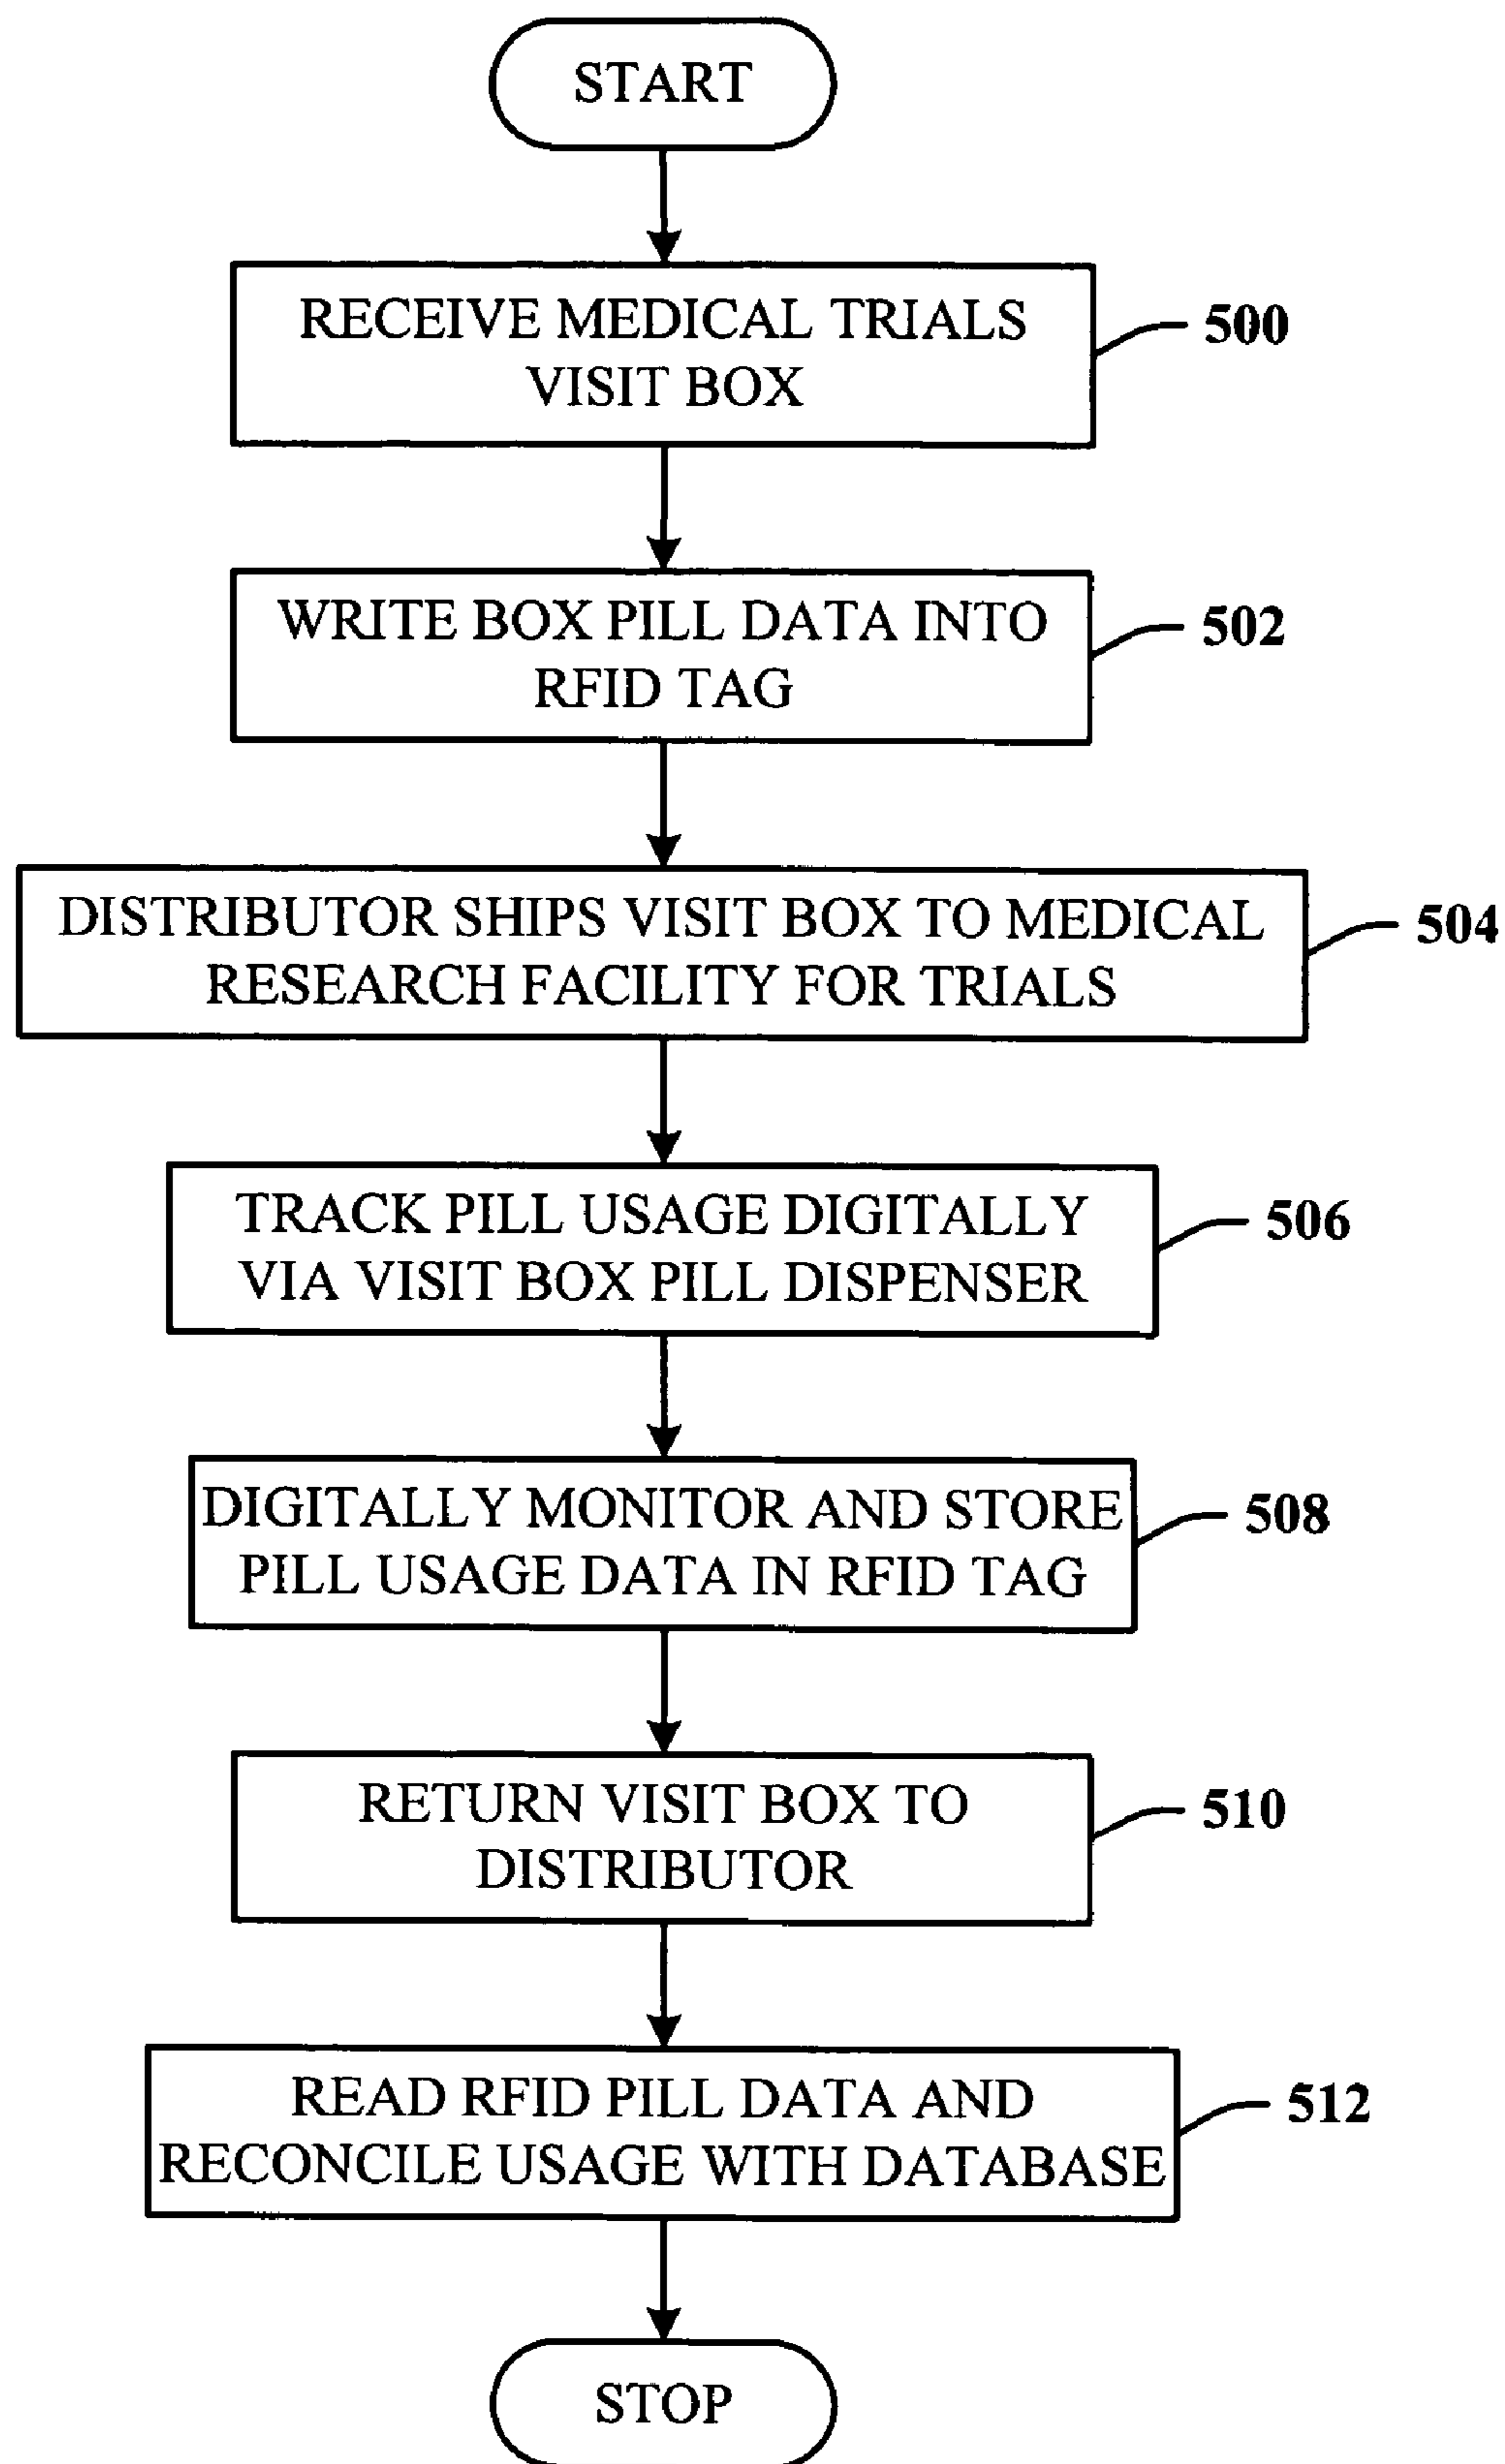 START
RECEIVE MEDICAL TRIALS
VISIT BOX
500
WRITE BOX PILL DATA INTO
RFID TAG
502
DISTRIBUTOR SHIPS VISIT BOX TO MEDICAL
RESEARCH FACILITY FOR TRIALS
504
TRACK PILL USAGE DIGITALLY
VIA VISIT BOX PILL DISPENSER
506
DIGITALLY MONITOR AND STORE
PILL USAGE DATA IN RFID TAG
508
RETURN VISIT BOX TO
DISTRIBUTOR
510
READ RFID PILL DATA AND
RECONCILE USAGE WITH DATABASE
512
STOP